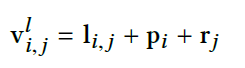 v^l_{i,j} = l_{i,j} + p_i + r_j